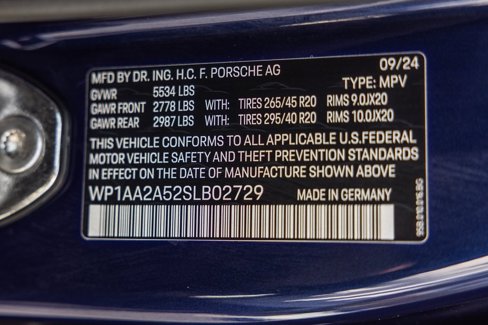 09/24
MFD BY DR. ING. H.C. F. PORSCHE AG
TYPE: MPV
GVWR 5534 LBS
GAWR FRONT 2778 LBS WITH: TIRES 265/45 R20 RIMS 9.0JX20
GAWR REAR 2987 LBS WITH: TIRES 295/40 R20 RIMS 10.0JX20
THIS VEHICLE CONFORMS TO ALL APPLICABLE U.S.FEDERAL
MOTOR VEHICLE SAFETY AND THEFT PREVENTION STANDARDS
IN EFFECT ON THE DATE OF MANUFACTURE SHOWN ABOVE
WP1AA2A52SLB02729 MADE IN GERMANY